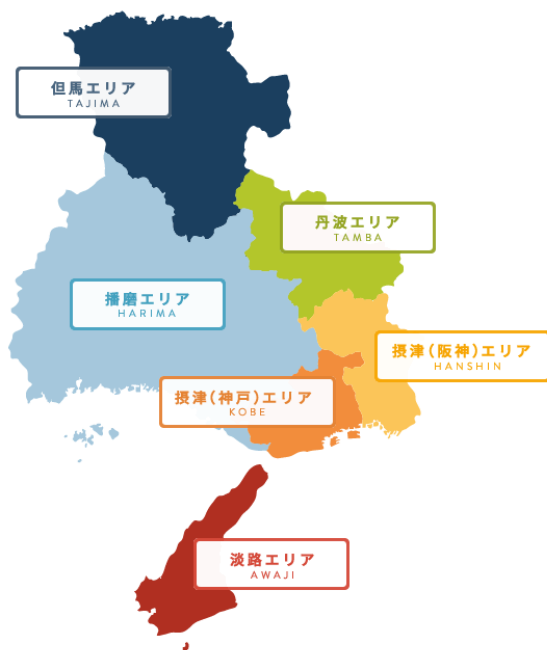 但馬エリア
TAJIMA
丹波エリア
TAMBA
播磨エリア
HARIMA
摂津(阪神)エリア
HANSHIN
摂津(神戸)エリア
KOBE
淡路エリア
AWAJI